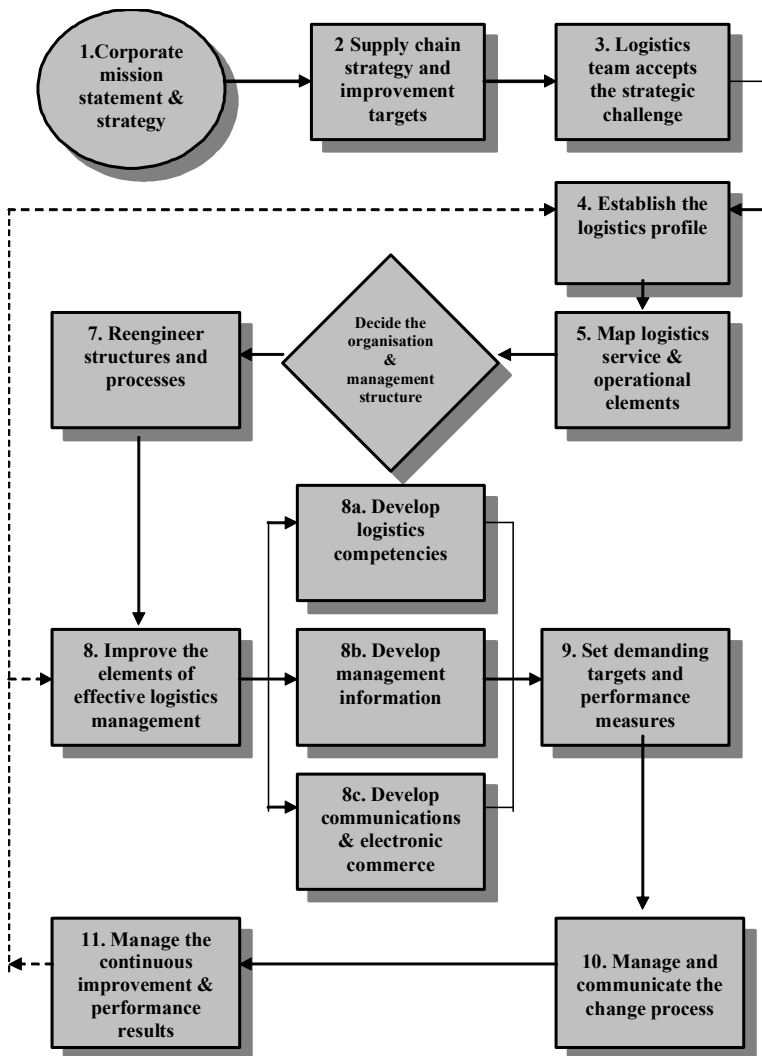 1.Corporate
mission
statement &
strategy
2 Supply chain
strategy and
improvement
targets
3. Logistics
team accepts
the strategic
challenge
4. Establish the
logistics profile
5. Map logistics
service &
operational
elements
Decide the
organisation
&
management
structure
7. Reengineer
structures and
processes
8. Improve the
elements of
effective logistics
management
8a. Develop
logistics
competencies
8b. Develop
management
information
8c. Develop
communications
& electronic
commerce
9. Set demanding
targets and
performance
measures
10. Manage and
communicate the
change process
11. Manage the
continuous
improvement &
performance
results